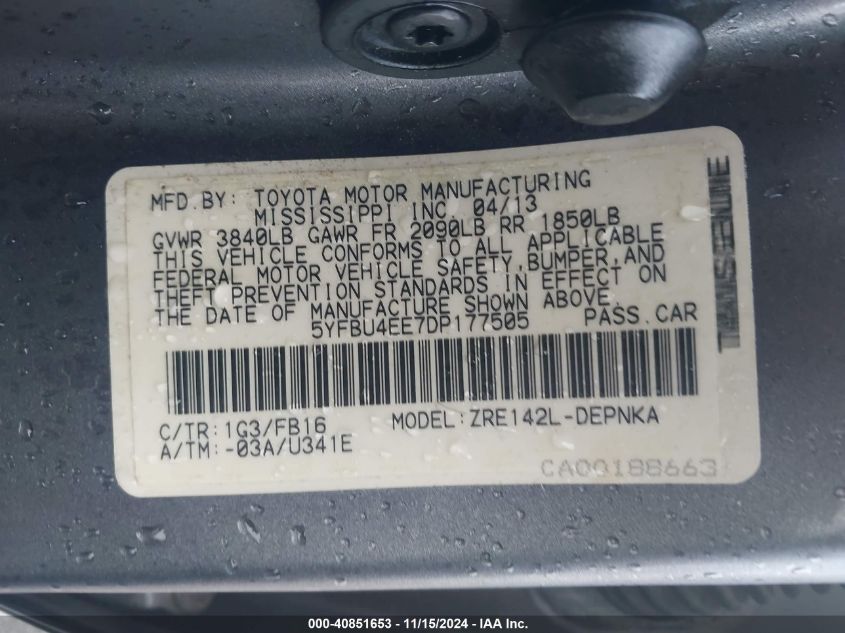 MFD.BY: TOYOTA MOTOR MANUFACTURING
MISSISSIPPI INC 04/13
GVWR 3840LB GAWR FR 2090LB RR 1850LB
THIS VEHICLE CONFORMS TO ALL APPLICABLE
FEDERAL MOTOR VEHICLE SAFETY,BUMPER,AND
THEFT PREVENTION STANDARDS IN EFFECT ON
THE DATE OF MANUFACTURE SHOWN ABOVE.
5YFBU4EE7DP177505 PASS.CAR
C/TR:1G3/FB16 MODEL:ZRE142L-DEPNKA
A/TM:-03A/U341E
CA00188663
000-40851653 - 11/15/2024 - IAA Inc.